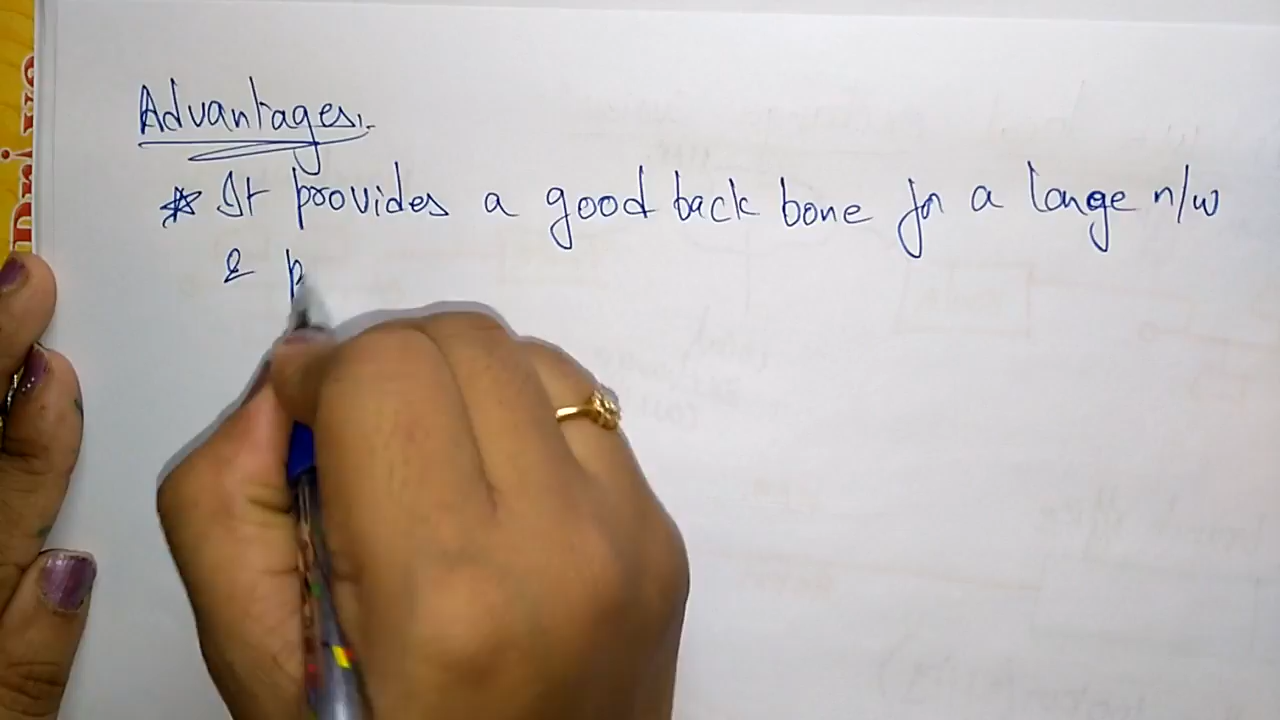 Advantages:-
* It provides a good back bone for a large n/w
& p